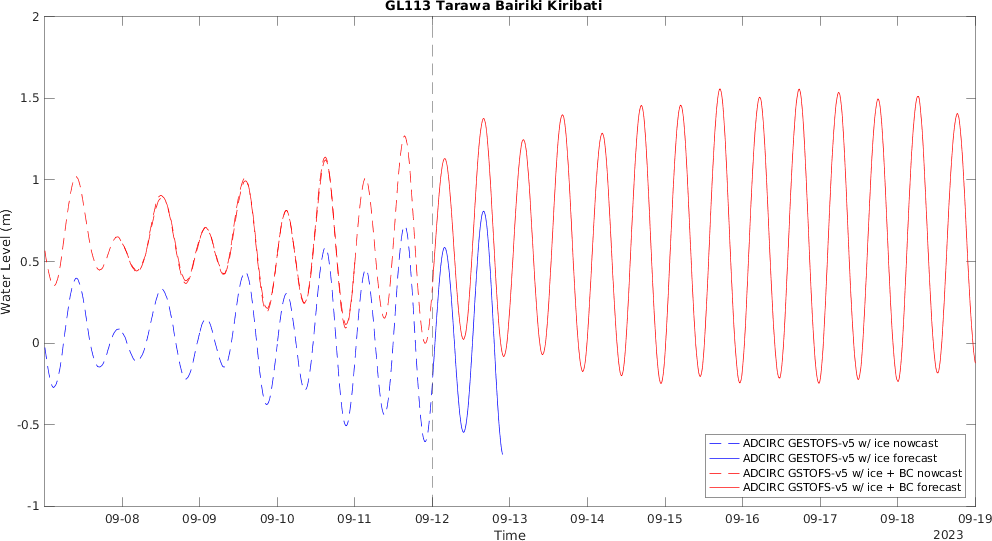 GL113 Tarawa Bairiki Kiribati
2
1.5
1
0.5
0
-0.5
-1
Water Level (m)
ADCIRC GESTOFS-v5 w/ ice nowcast
ADCIRC GESTOFS-v5 w/ ice forecast
ADCIRC GSTOFS-v5 w/ ice + BC nowcast
ADCIRC GSTOFS-v5 w/ ice + BC forecast
09-08 09-09 09-10 09-11 09-12 09-13 09-14 09-15 09-16 09-17 09-18 09-19
Time
2023